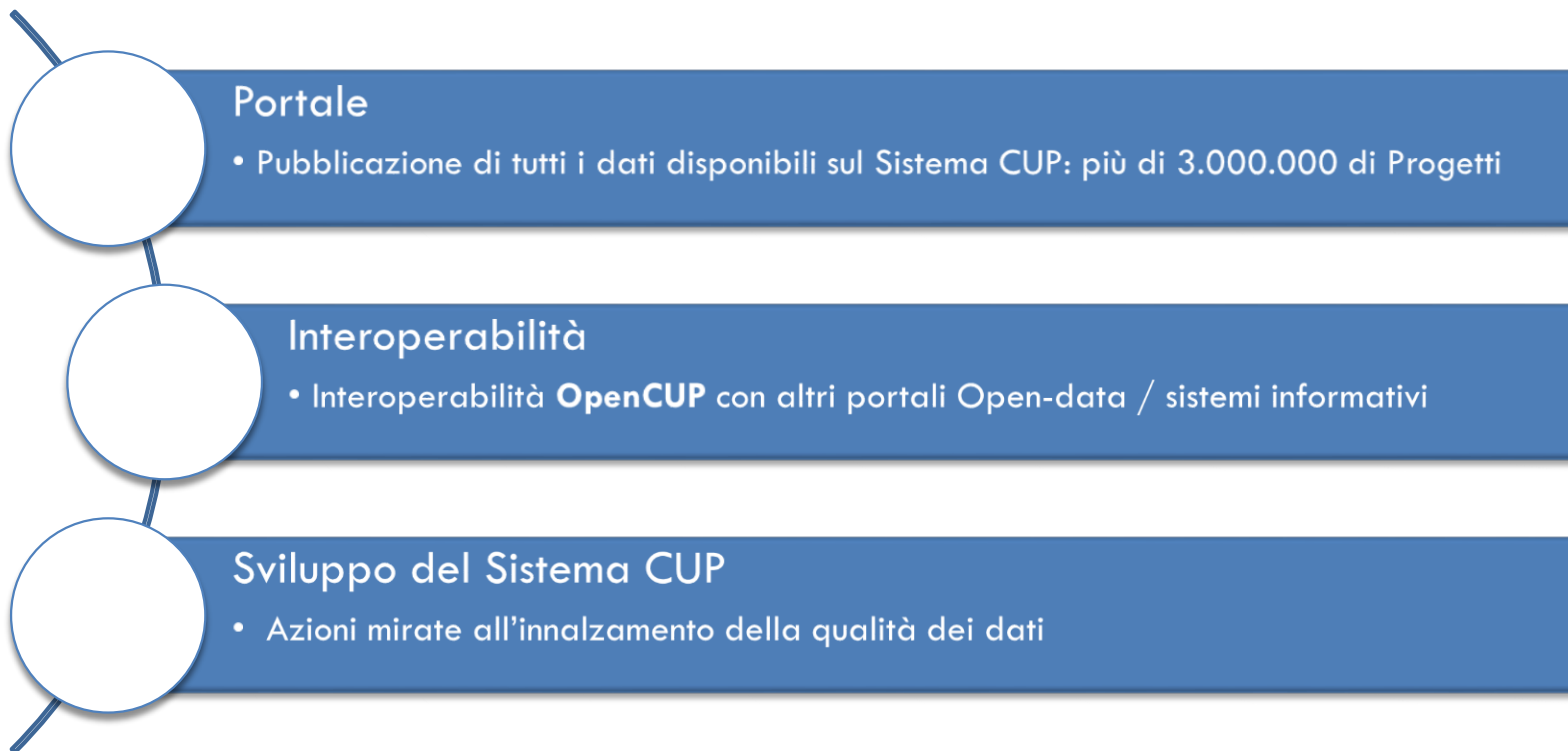 Portale
• Pubblicazione di tutti i dati disponibili sul Sistema CUP: più di 3.000.000 di Progetti
Interoperabilità
• Interoperabilità OpenCUP con altri portali Open-data / sistemi informativi
Sviluppo del Sistema CUP
• Azioni mirate all’innalzamento della qualità dei dati